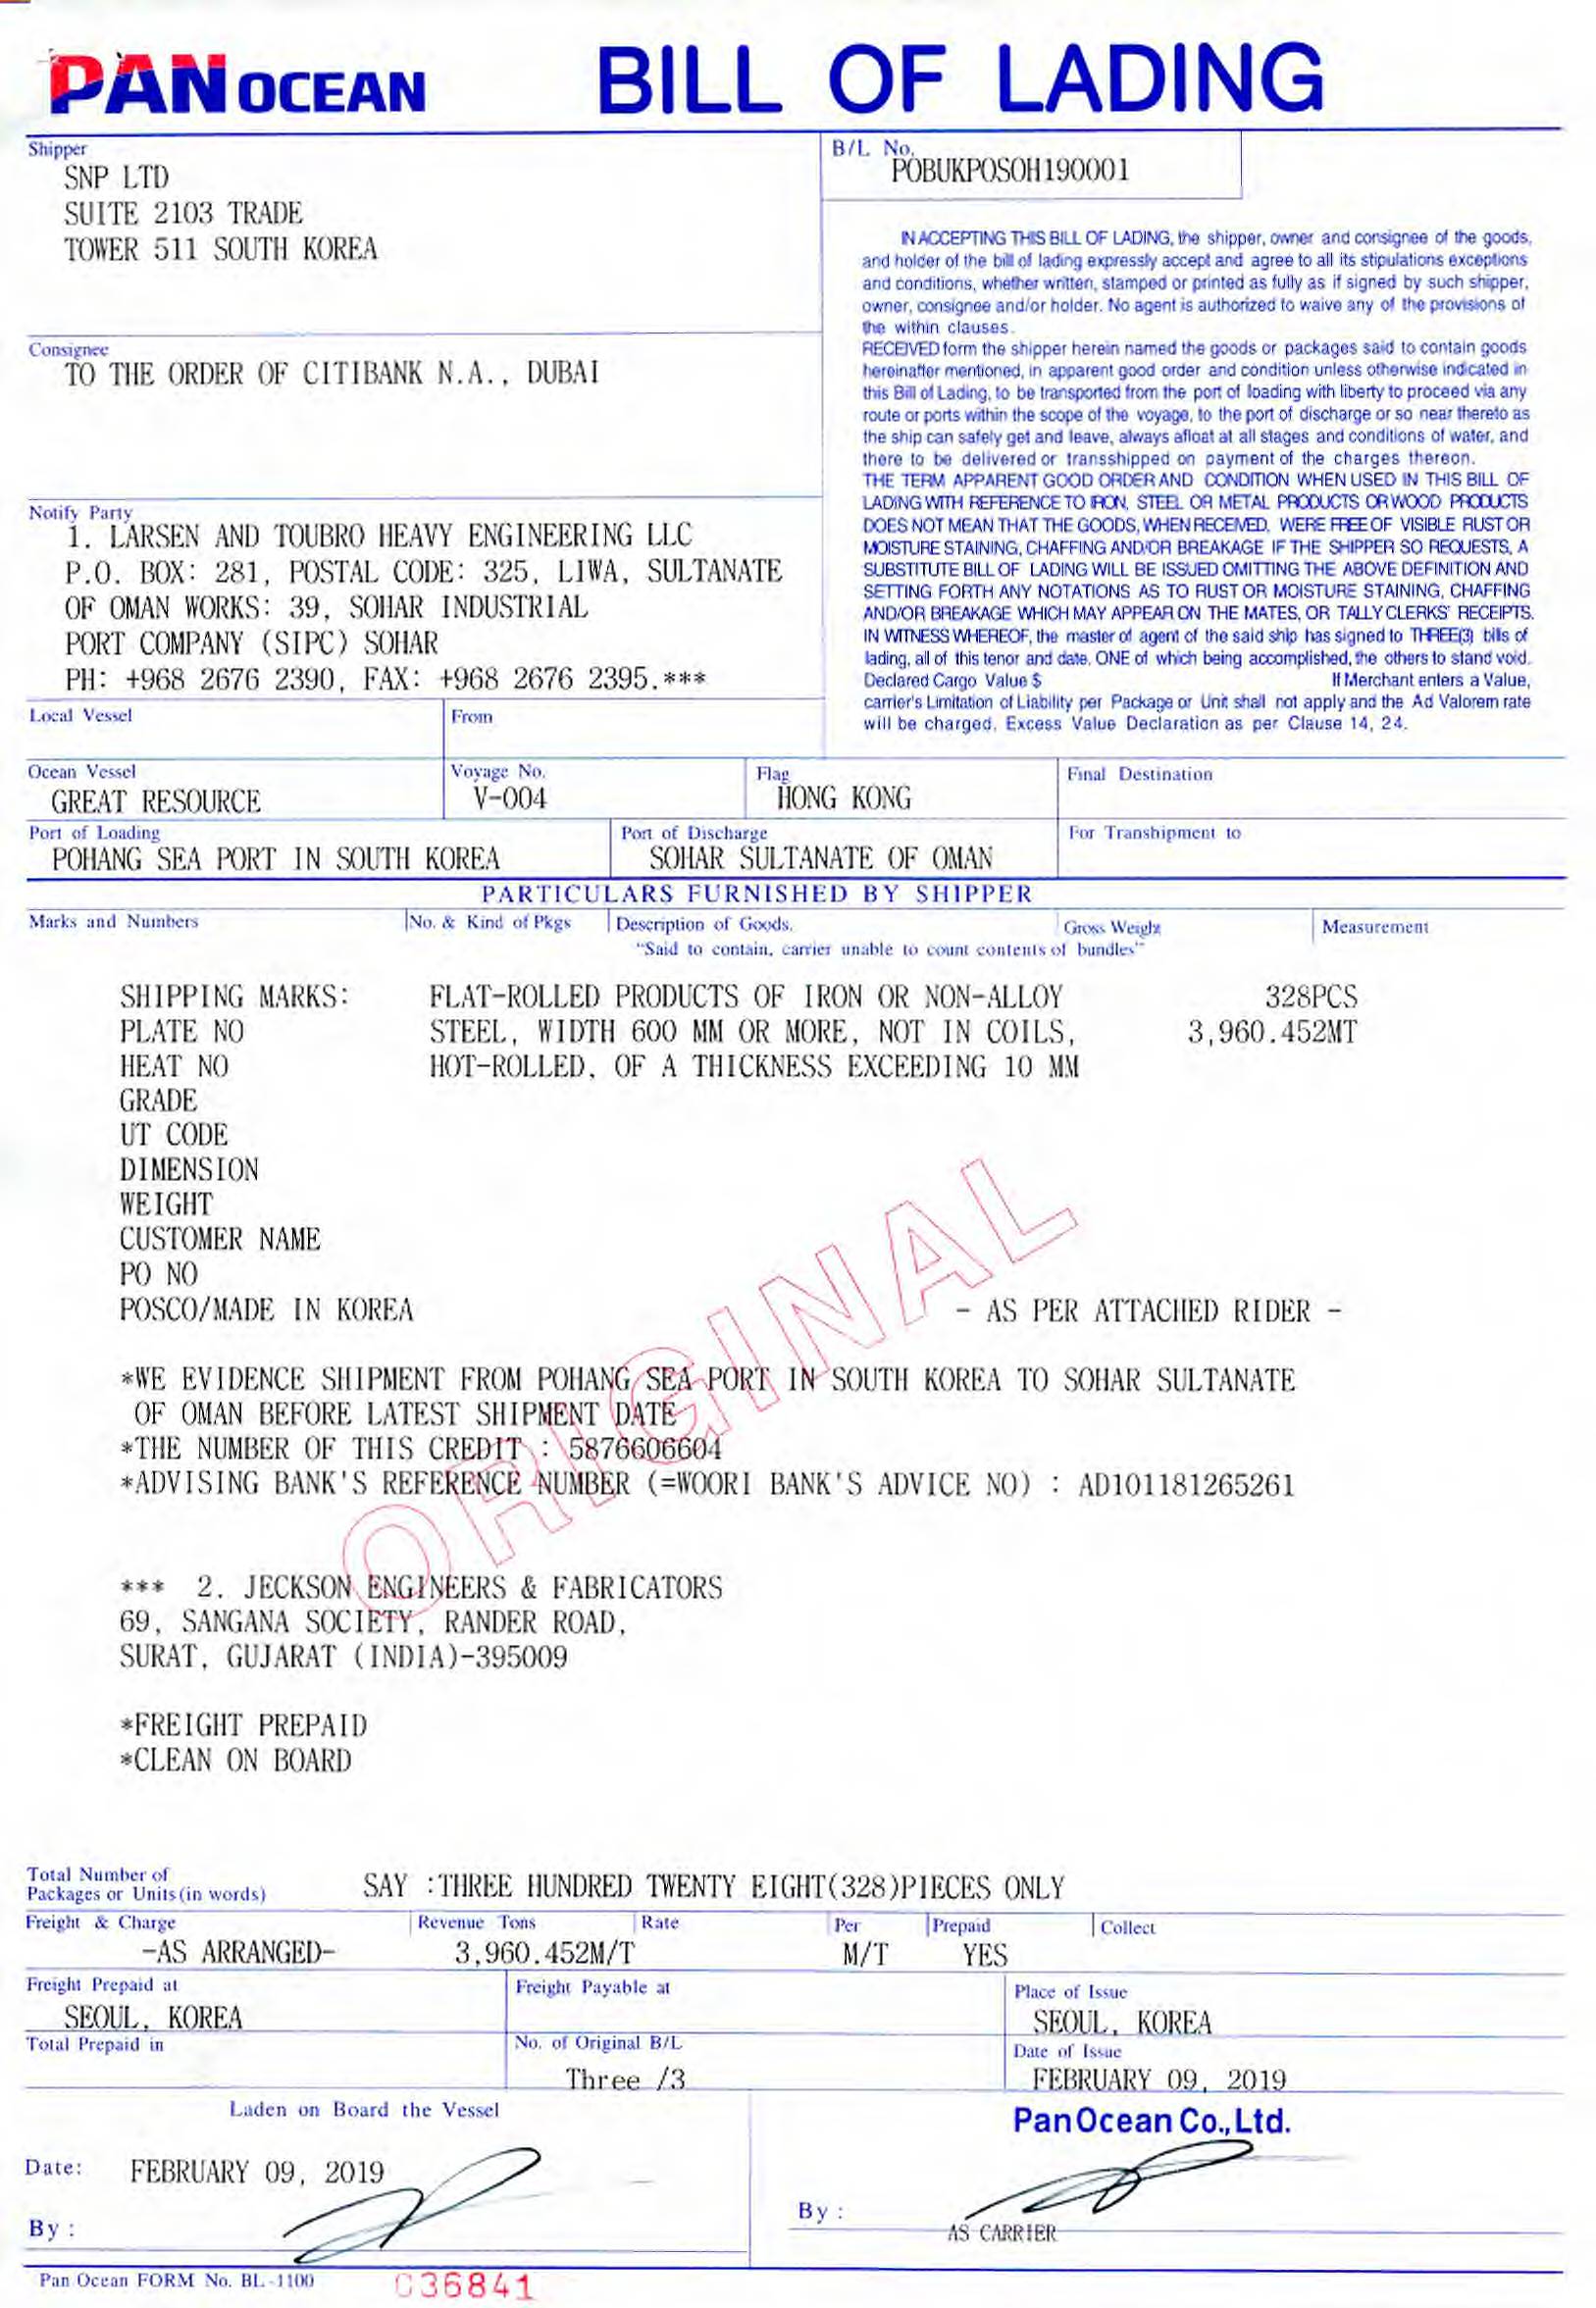 PAN OCEAN
BILL OF LADING
Shipper
SNP LTD
SUITE 2103 TRADE
TOWER 511 SOUTH KOREA
B/L No.
POBUKPOSOH190001
Consignee
TO THE ORDER OF CITIBANK N.A., DUBAI
Notify Party
1. LARSEN AND TOUBRO HEAVY ENGINEERING LLC
P.O. BOX: 281, POSTAL CODE: 325, LIWA, SULTANATE
OF OMAN WORKS: 39, SOHAR INDUSTRIAL
PORT COMPANY (SIPC) SOHAR
PH: +968 2676 2390, FAX: +968 2676 2395.***
IN ACCEPTING THIS BILL OF LADING, the shipper, owner and consignee of the goods,
and holder of the bill of lading expressly accept and agree to all its stipulations exceptions
and conditions, whether written, stamped or printed as fully as if signed by such shipper,
owner, consignee and/or holder. No agent is authorized to waive any of the provisions of
the within clauses.
RECEIVED form the shipper herein named the goods or packages said to contain goods
hereinafter mentioned, in apparent good order and condition unless otherwise indicated in
this Bill of Lading, to be transported from the port of loading with liberty to proceed via any
route or ports within the scope of the voyage, to the port of discharge or so near thereto as
the ship can safely get and leave, always afloat at all stages and conditions of water, and
there to be delivered or transshipped on payment of the charges thereon.
THE TERM APPARENT GOOD ORDER AND CONDITION WHEN USED IN THIS BILL OF
LADING WITH REFERENCE TO IRON, STEEL OR METAL PRODUCTS OR WOOD PRODUCTS
DOES NOT MEAN THAT THE GOODS, WHEN RECEIVED, WERE FREE OF VISIBLE RUST OR
MOISTURE STAINING, CHAFFING AND/OR BREAKAGE IF THE SHIPPER SO REQUESTS, A
SUBSTITUTE BILL OF LADING WILL BE ISSUED OMITTING THE ABOVE DEFINITION AND
SETTING FORTH ANY NOTATIONS AS TO RUST OR MOISTURE STAINING, CHAFFING
AND/OR BREAKAGE WHICH MAY APPEAR ON THE MATES, OR TALLY CLERKS' RECEIPTS.
IN WITNESS WHEREOF, the master of agent of the said ship has signed to THREE(3) bills of
lading, all of this tenor and date, ONE of which being accomplished, the others to stand void.
Declared Cargo Value $ If Merchant enters a Value,
carrier's Limitation of Liability per Package or Unit shall not apply and the Ad Valorem rate
will be charged, Excess Value Declaration as per Clause 14, 24.
Local Vessel From
Ocean Vessel Voyage No. Flag Final Destination
GREAT RESOURCE V-004 HONG KONG
Port of Loading Port of Discharge For Transhipment to
POHANG SEA PORT IN SOUTH KOREA SOHAR SULTANATE OF OMAN
PARTICULARS FURNISHED BY SHIPPER
Marks and Numbers No. & Kind of Pkgs Description of Goods. Gross Weight Measurement
"Said to contain, carrier unable to count contents of bundles"
SHIPPING MARKS: FLAT-ROLLED PRODUCTS OF IRON OR NON-ALLOY 328PCS
PLATE NO STEEL, WIDTH 600 MM OR MORE, NOT IN COILS, 3,960.452MT
HEAT NO HOT-ROLLED, OF A THICKNESS EXCEEDING 10 MM
GRADE
UT CODE
DIMENSION
WEIGHT
CUSTOMER NAME
PO NO
POSCO/MADE IN KOREA - AS PER ATTACHED RIDER -
ORIGINAL
*WE EVIDENCE SHIPMENT FROM POHANG SEA PORT IN SOUTH KOREA TO SOHAR SULTANATE
OF OMAN BEFORE LATEST SHIPMENT DATE
*THE NUMBER OF THIS CREDIT : 5876606604
*ADVISING BANK'S REFERENCE NUMBER (=WOORI BANK'S ADVICE NO) : AD101181265261
*** 2. JECKSON ENGINEERS & FABRICATORS
69, SANGANA SOCIETY, RANDER ROAD,
SURAT, GUJARAT (INDIA)-395009
*FREIGHT PREPAID
*CLEAN ON BOARD
Total Number of
Packages or Units(in words) SAY :THREE HUNDRED TWENTY EIGHT(328)PIECES ONLY
Freight & Charge Revenue Tons Rate Per Prepaid Collect
-AS ARRANGED- 3,960.452M/T M/T YES
Freight Prepaid at Freight Payable at Place of Issue
SEOUL, KOREA SEOUL, KOREA
Total Prepaid in No. of Original B/L Date of Issue
Three /3 FEBRUARY 09, 2019
Laden on Board the Vessel PanOcean Co., Ltd.
Date: FEBRUARY 09, 2019
By : By :
AS CARRIER
Pan Ocean FORM No. BL-1100 036841